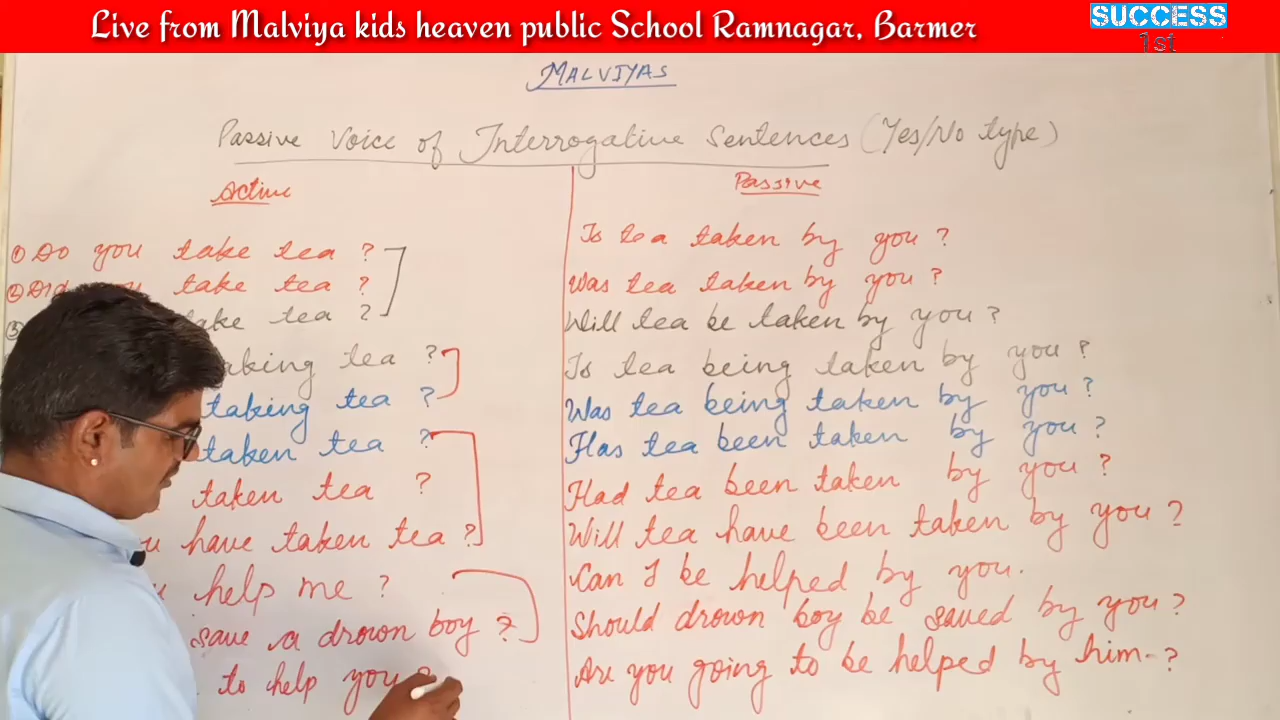 Live from Malviya kids heaven public School Ramnagar, Barmer
SUCCESS
1st
MALVIYAS
Passive Voice of Interrogative Sentences (Yes/No type)
Active
Passive
① Do you take tea ?
Is tea taken by you ?
② Did take tea ?
Was tea taken by you ?
③ take tea ?
Will tea be taken by you ?
taking tea ?
Is tea being taken by you ?
taking tea ?
Was tea being taken by you ?
taken tea ?
Has tea been taken by you ?
taken tea ?
Had tea been taken by you ?
have taken tea ?
Will tea have been taken by you ?
help me ?
Can I be helped by you.
save a drown boy ?
Should drown boy be saved by you ?
to help you ?
Are you going to be helped by him ?